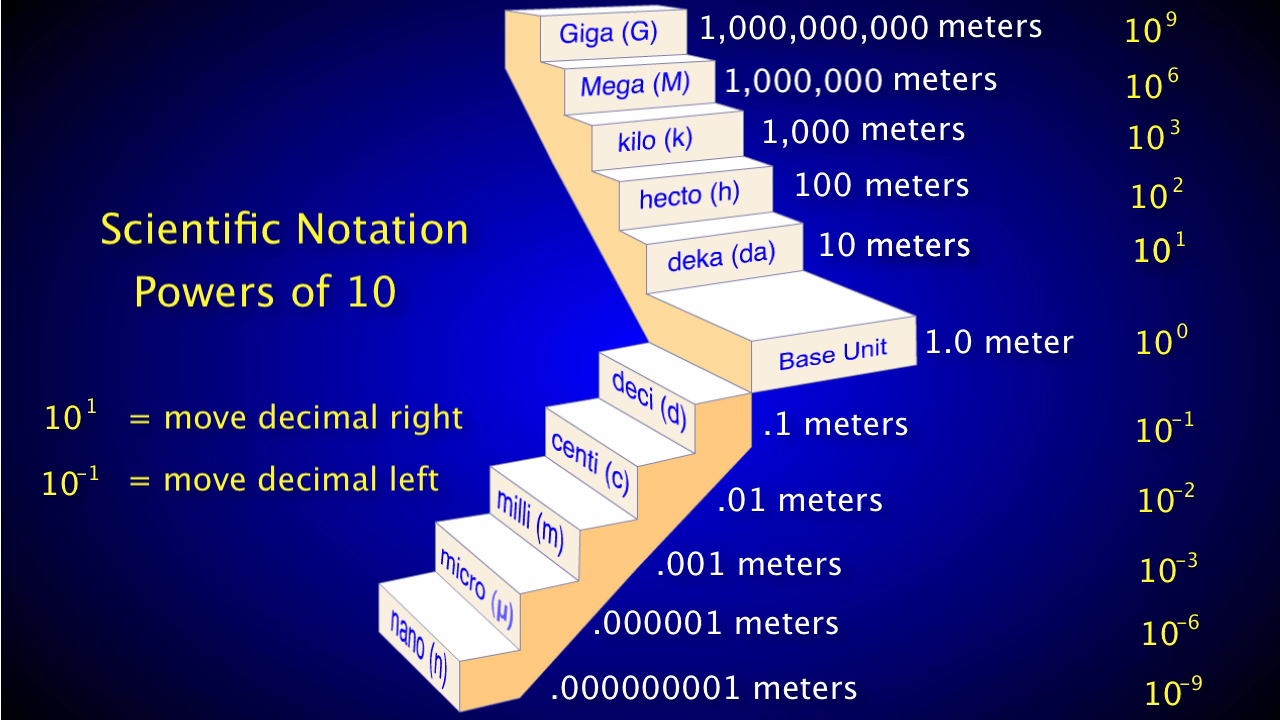 Giga (G) 1,000,000,000 meters 10⁹
Mega (M) 1,000,000 meters 10⁶
kilo (k) 1,000 meters 10³
hecto (h) 100 meters 10²
deka (da) 10 meters 10¹
Scientific Notation
Powers of 10
Base Unit 1.0 meter 10⁰
10¹ = move decimal right
10⁻¹ = move decimal left
deci (d) .1 meters 10⁻¹
centi (c) .01 meters 10⁻²
milli (m) .001 meters 10⁻³
micro (µ) .000001 meters 10⁻⁶
nano (n) .000000001 meters 10⁻⁹